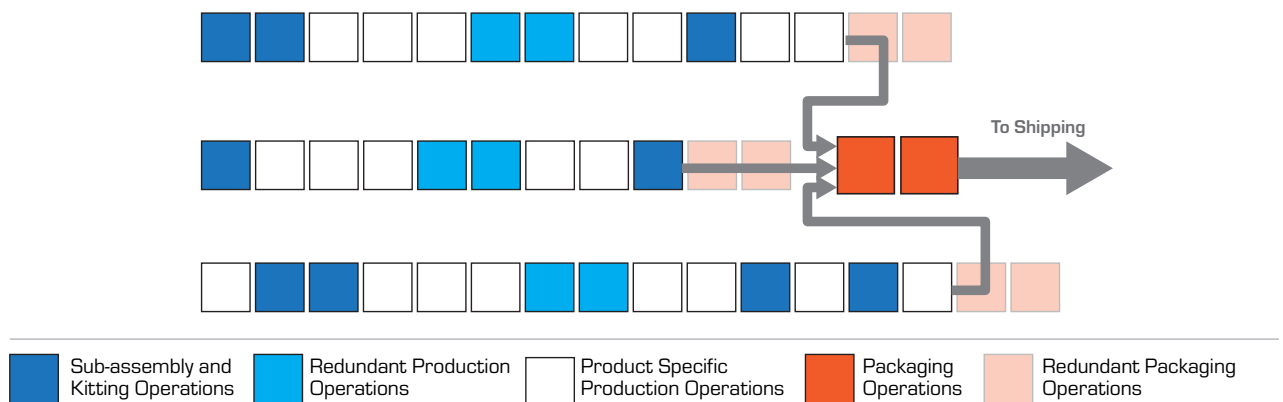 To Shipping
Sub-assembly and
Kitting Operations
Redundant Production
Operations
Product Specific
Production Operations
Packaging
Operations
Redundant Packaging
Operations